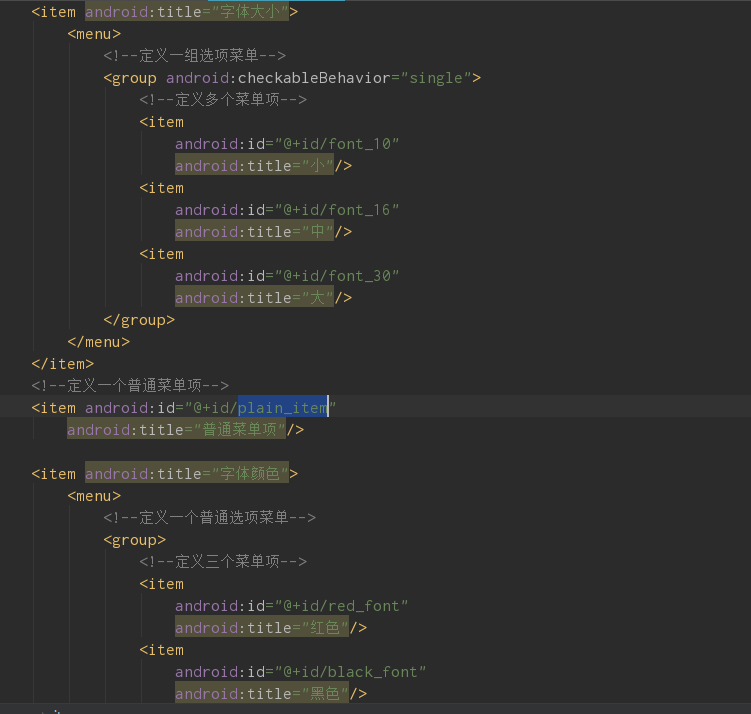 <item android:title="字体大小">
<menu>
<!--定义一组选项菜单-->
<group android:checkableBehavior="single">
<!--定义多个菜单项-->
<item
android:id="@+id/font_10"
android:title="小"/>
<item
android:id="@+id/font_16"
android:title="中"/>
<item
android:id="@+id/font_30"
android:title="大"/>
</group>
</menu>
</item>
<!--定义一个普通菜单项-->
<item android:id="@+id/plain_item"
android:title="普通菜单项"/>
<item android:title="字体颜色">
<menu>
<!--定义一个普通选项菜单-->
<group>
<!--定义三个菜单项-->
<item
android:id="@+id/red_font"
android:title="红色"/>
<item
android:id="@+id/black_font"
android:title="黑色"/>